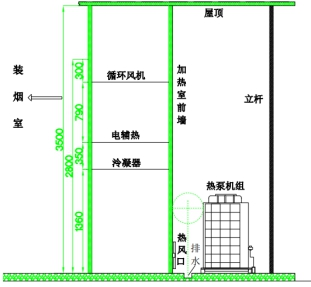 屋顶
装烟室
循环风机
加热室前墙
立杆
电辅热
冷凝器
热泵机组
热风口
排水
300
790
350
1360
2800
3500